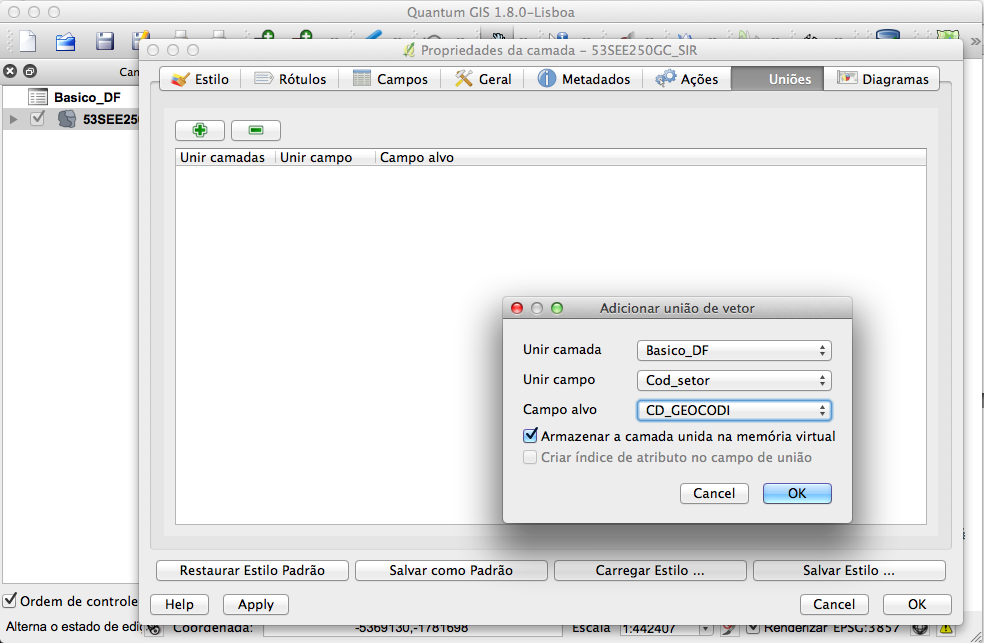 Quantum GIS 1.8.0-Lisboa
Propriedades da camada - 53SEE250GC_SIR
Can
Estilo Rótulos Campos Geral Metadados Ações Uniões Diagramas
Basico_DF
53SEE250
Unir camadas Unir campo Campo alvo
Adicionar união de vetor
Unir camada Basico_DF
Unir campo Cod_setor
Campo alvo CD_GEOCODI
Armazenar a camada unida na memória virtual
Criar índice de atributo no campo de união
Cancel OK
Restaurar Estilo Padrão Salvar como Padrão Carregar Estilo ... Salvar Estilo ...
Ordem de controle
Help Apply Cancel OK
Alterna o estado de edi Coordenada: -5369130,-1781698 Escala 1:442407 Renderizar EPSG:3857